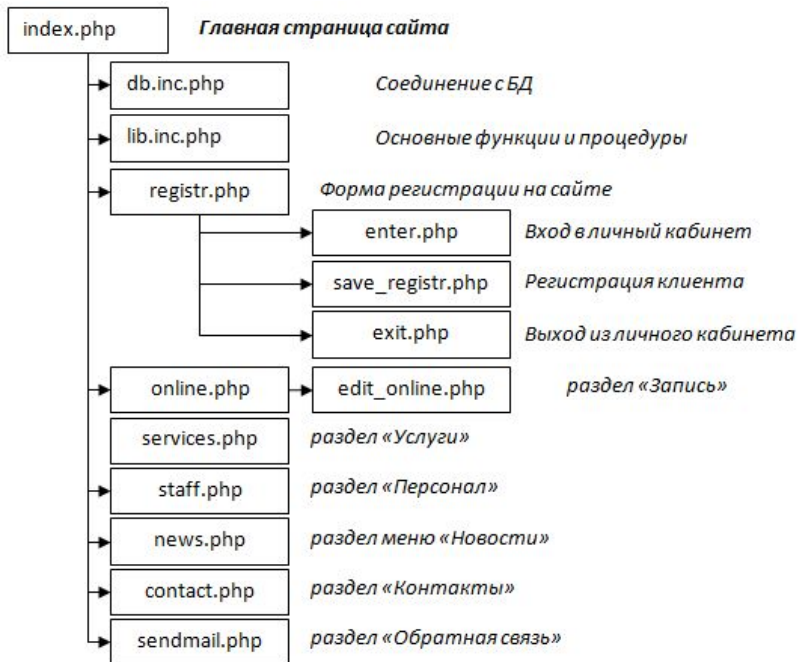 index.php Главная страница сайта
db.inc.php Соединение с БД
lib.inc.php Основные функции и процедуры
registr.php Форма регистрации на сайте
enter.php Вход в личный кабинет
save_registr.php Регистрация клиента
exit.php Выход из личного кабинета
online.php edit_online.php раздел «Запись»
services.php раздел «Услуги»
staff.php раздел «Персонал»
news.php раздел меню «Новости»
contact.php раздел «Контакты»
sendmail.php раздел «Обратная связь»